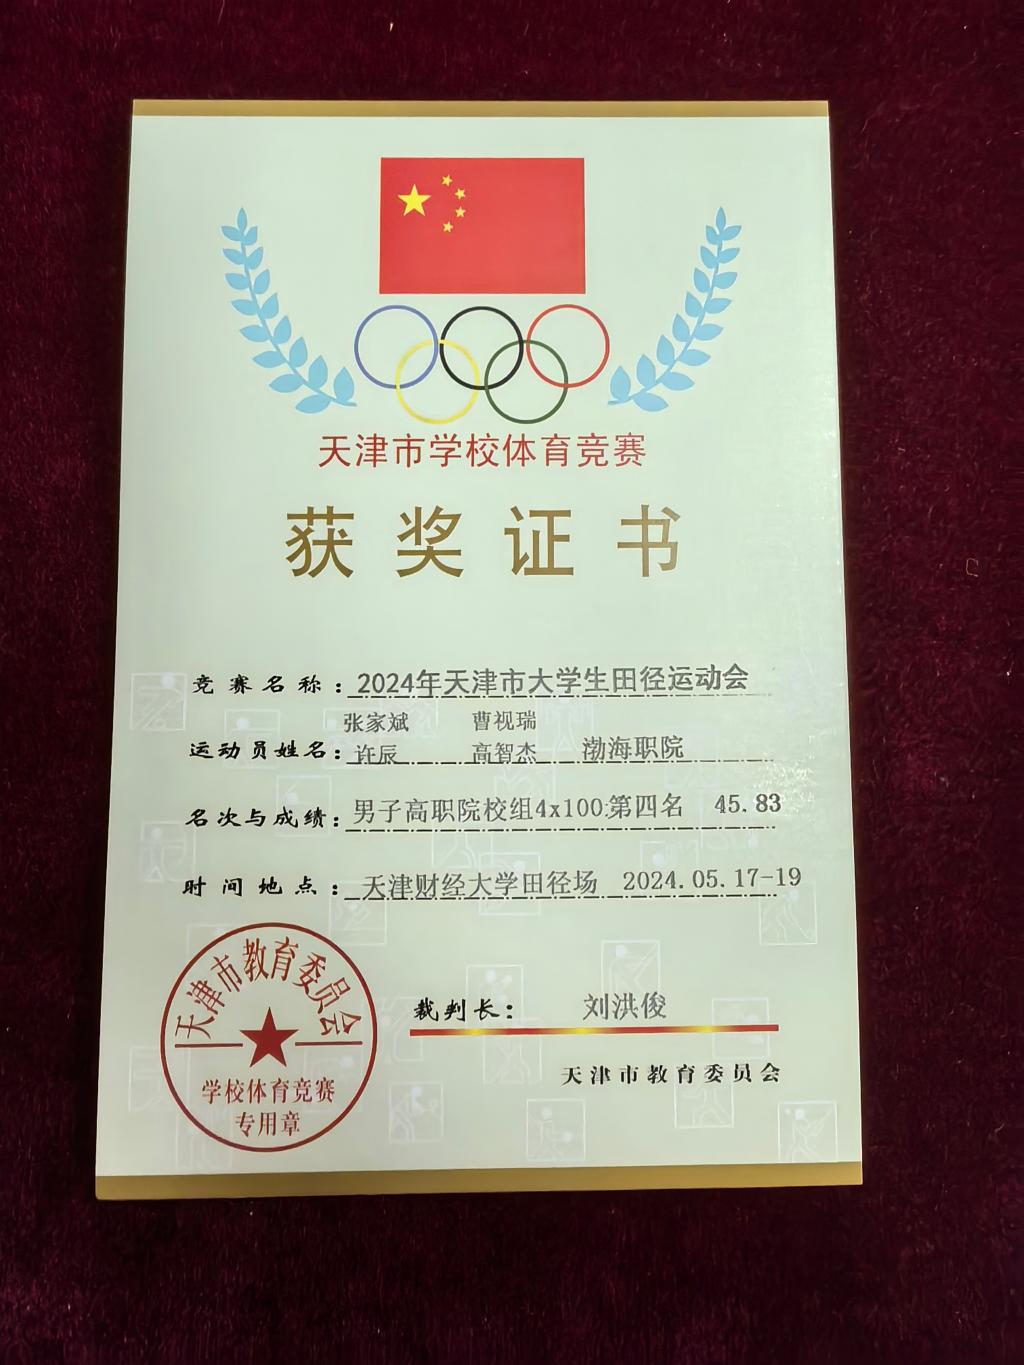 天津市学校体育竞赛
获奖证书
竞赛名称：2024年天津市大学生田径运动会
张家斌 曹视瑞
运动员姓名：许辰 高智杰 渤海职院
名次与成绩：男子高职院校组4x100 第四名 45.83
时间地点：天津财经大学田径场 2024.05.17-19
裁判长：刘洪俊
天津市教育委员会
天津市教育委员会
学校体育竞赛
专用章